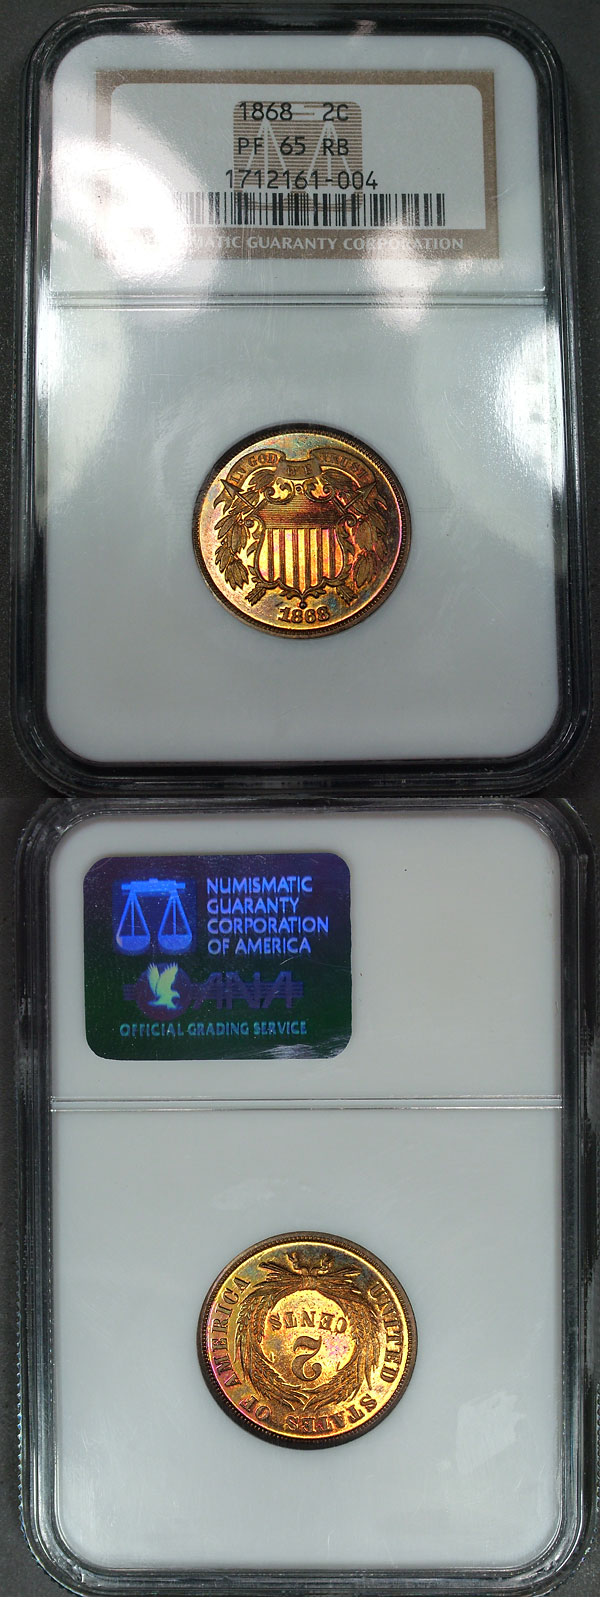 1868 2C
PF 65 RB
1712161-004
GUARANTY CORPORATION
IN GOD WE TRUST
1868
NUMISMATIC
GUARANTY
CORPORATION
OF AMERICA
ANA
OFFICIAL GRADING SERVICE
UNITED STATES OF AMERICA
2
CENTS